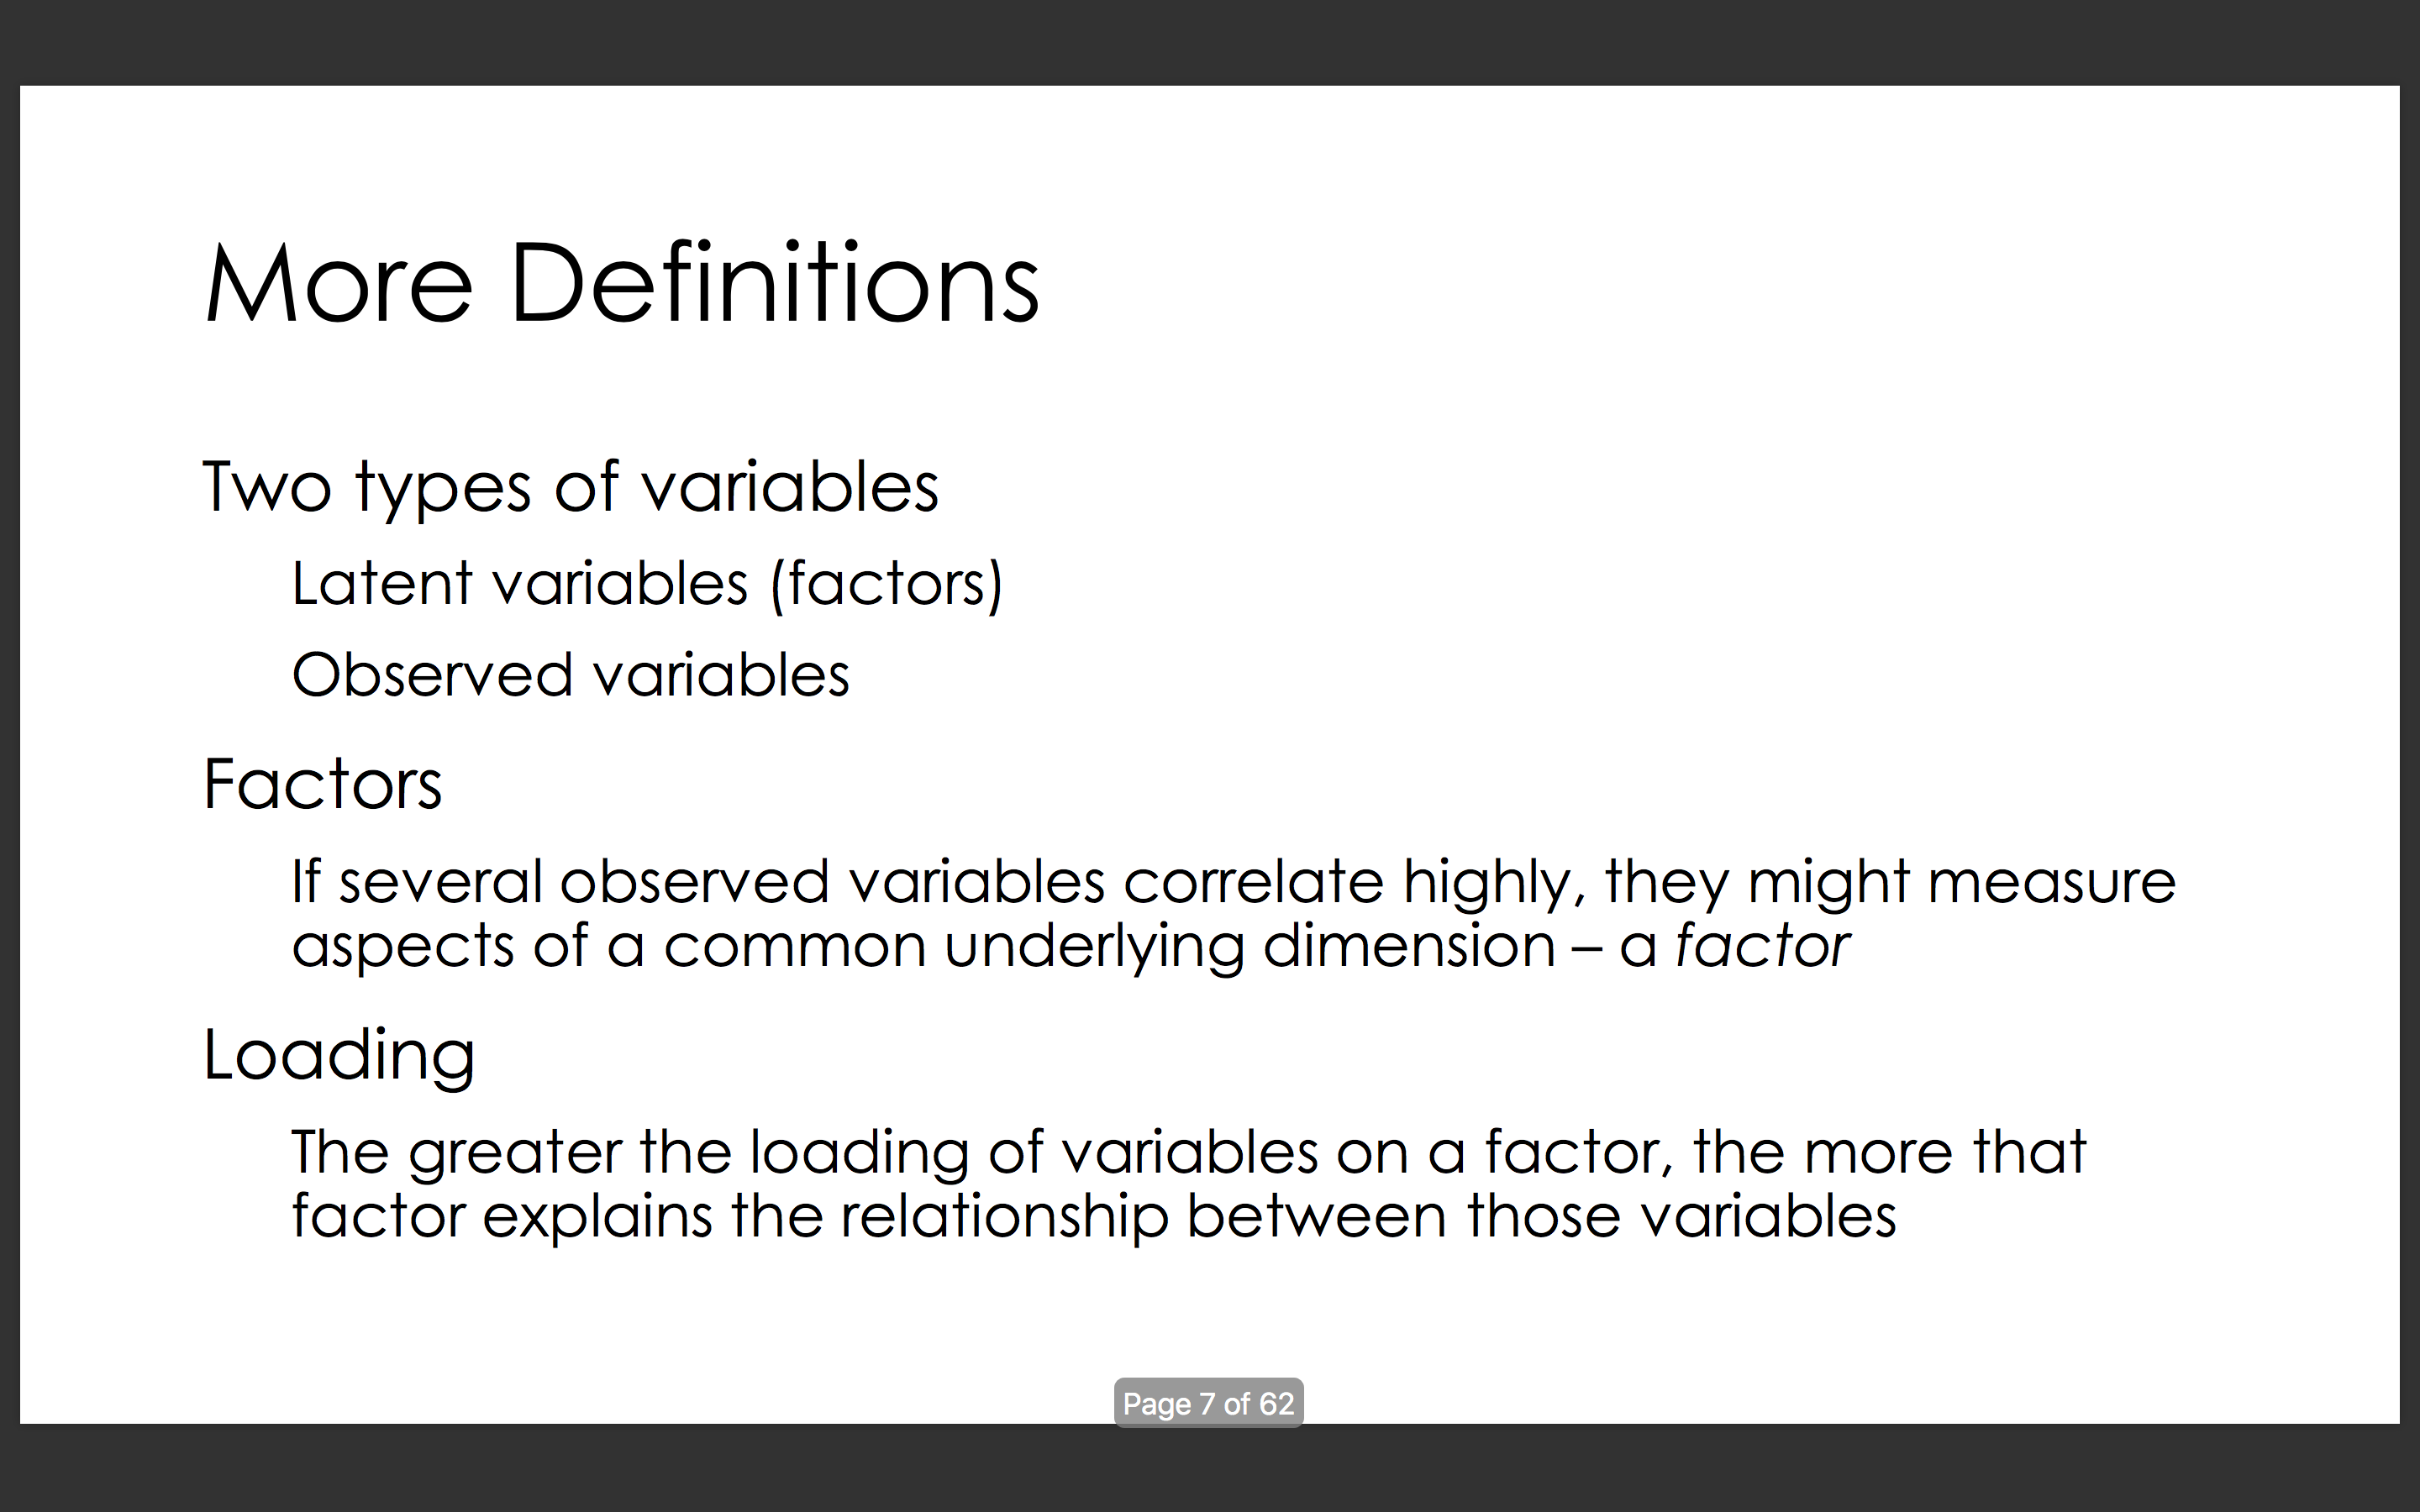 More Definitions
Two types of variables
Latent variables (factors)
Observed variables
Factors
If several observed variables correlate highly, they might measure
aspects of a common underlying dimension – a factor
Loading
The greater the loading of variables on a factor, the more that
factor explains the relationship between those variables
Page 7 of 62